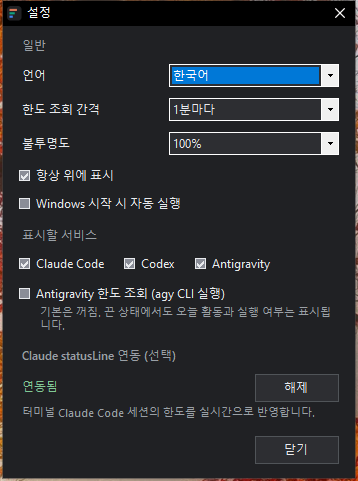 설정
일반
언어 한국어
한도 조회 간격 1분마다
불투명도 100%
항상 위에 표시
Windows 시작 시 자동 실행
표시할 서비스
Claude Code Codex Antigravity
Antigravity 한도 조회 (agy CLI 실행)
기본은 꺼짐. 끈 상태에서도 오늘 활동과 실행 여부는 표시됩
니다.
Claude statusLine 연동 (선택)
연동됨 해제
터미널 Claude Code 세션의 한도를 실시간으로 반영합니다.
닫기